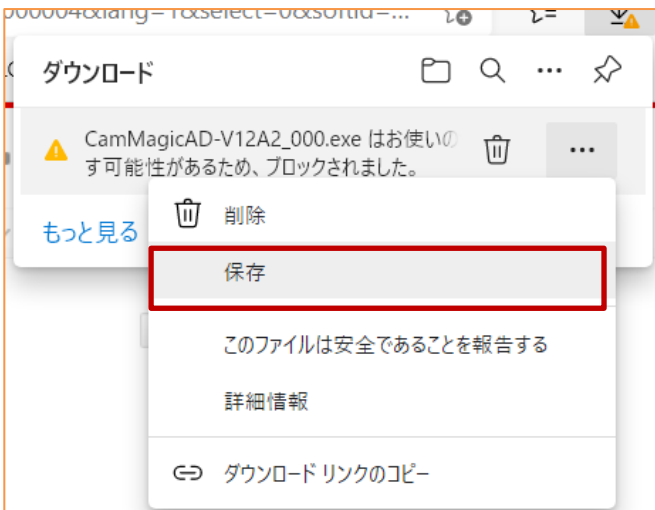 ダウンロード
CamMagicAD-V12A2_000.exe はお使いの
す可能性があるため、ブロックされました。
もっと見る
削除
保存
このファイルは安全であることを報告する
詳細情報
ダウンロード リンクのコピー